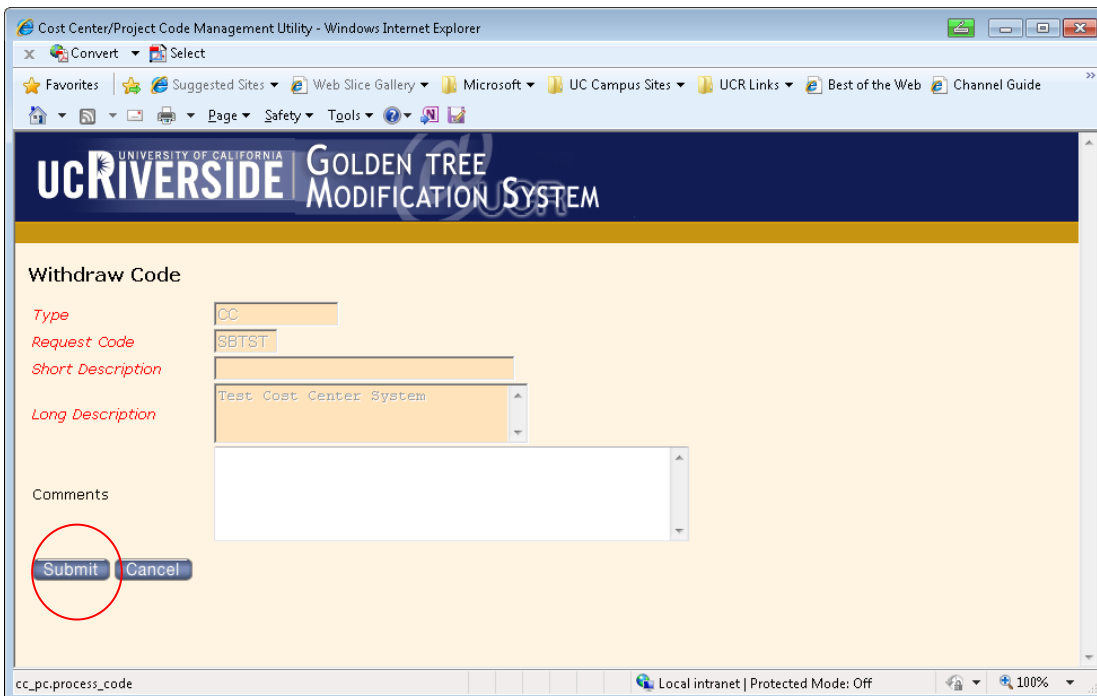 Cost Center/Project Code Management Utility - Windows Internet Explorer
x Convert Select
Favorites Suggested Sites Web Slice Gallery Microsoft UC Campus Sites UCR Links Best of the Web Channel Guide »
Page Safety Tools
UNIVERSITY OF CALIFORNIA
UCRIVERSIDE GOLDEN TREE
MODIFICATION SYSTEM
@UCR
Withdraw Code
Type CC
Request Code SBTST
Short Description
Long Description Test Cost Center System
Comments
Submit Cancel
cc_pc.process_code Local intranet | Protected Mode: Off 100%